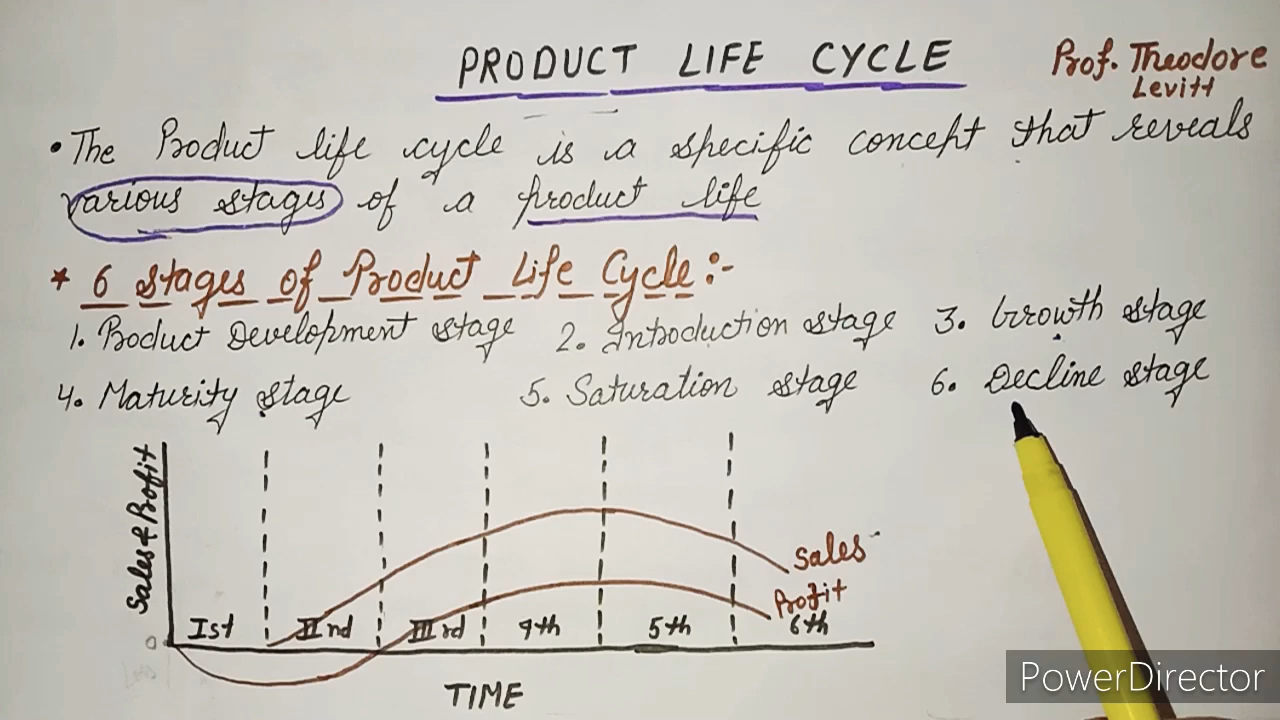 PRODUCT LIFE CYCLE
Prof. Theodore
Levitt
• The Product life cycle is a specific concept that reveals
various stages of a product life
* 6 Stages of Product Life Cycle:-
1. Product Development stage 2. Introduction stage 3. Growth stage
4. Maturity stage 5. Saturation stage 6. Decline stage
Sales & Profit
Sales
Profit
Ist IInd IIIrd 4th 5th 6th
0
TIME
PowerDirector